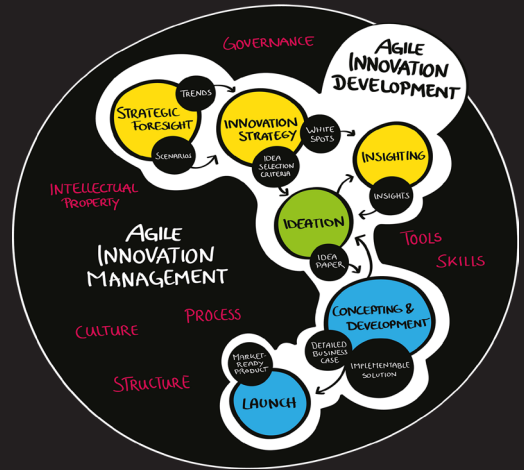 GOVERNANCE
AGILE
INNOVATION
DEVELOPMENT
TRENDS
STRATEGIC
FORESIGHT
SCENARIOS
INNOVATION
STRATEGY
WHITE
SPOTS
IDEA
SELECTION
CRITERIA
INSIGHTING
INSIGHTS
INTELLECTUAL
PROPERTY
IDEATION
IDEA
PAPER
TOOLS
SKILLS
AGILE
INNOVATION
MANAGEMENT
CONCEPTING &
DEVELOPMENT
PROCESS
CULTURE
DETAILED
BUSINESS
CASE
IMPLEMENTABLE
SOLUTION
MARKET-
READY
PRODUCT
STRUCTURE
LAUNCH